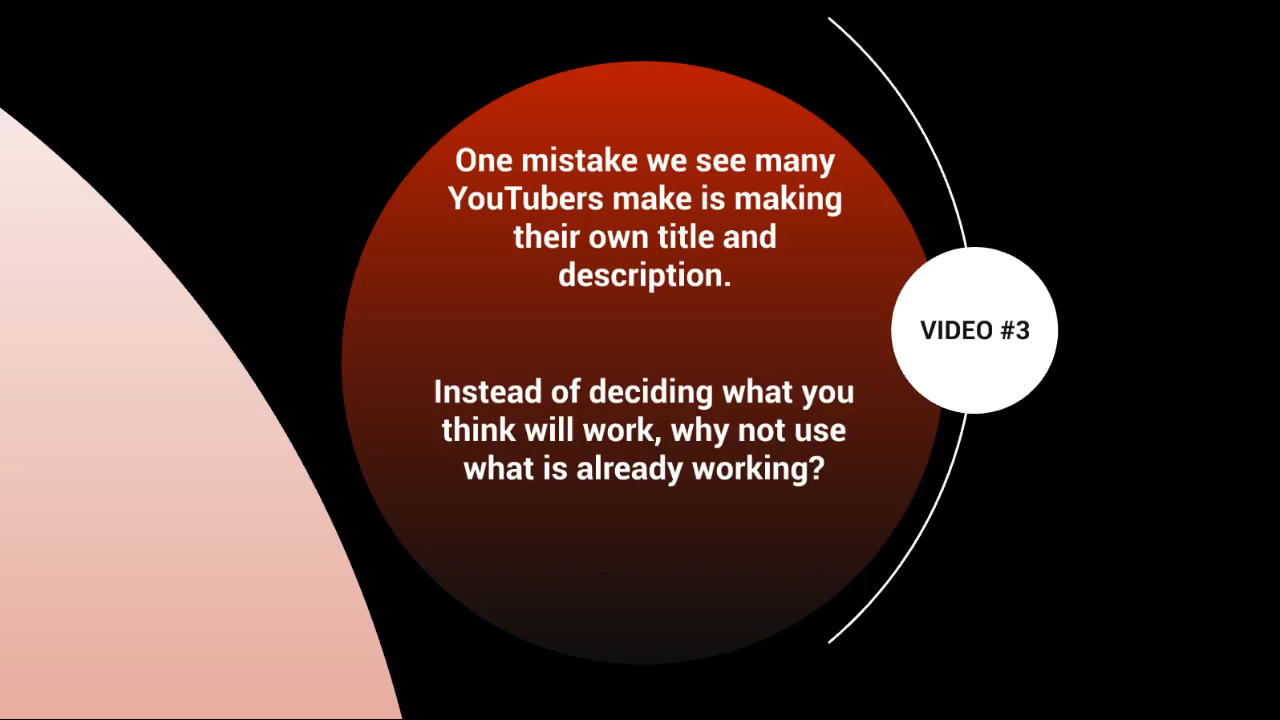 One mistake we see many
YouTubers make is making
their own title and
description.
Instead of deciding what you
think will work, why not use
what is already working?
VIDEO #3